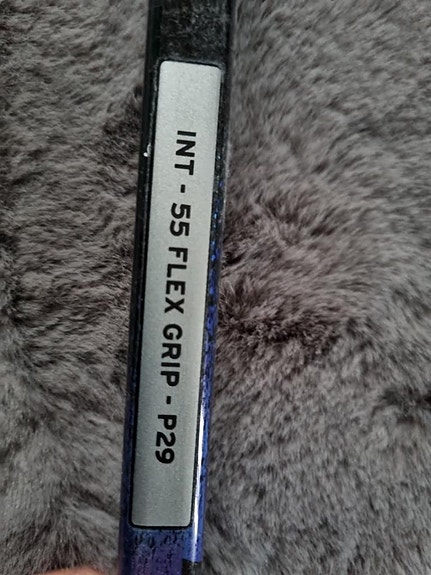 INT - 55 FLEX GRIP - P29